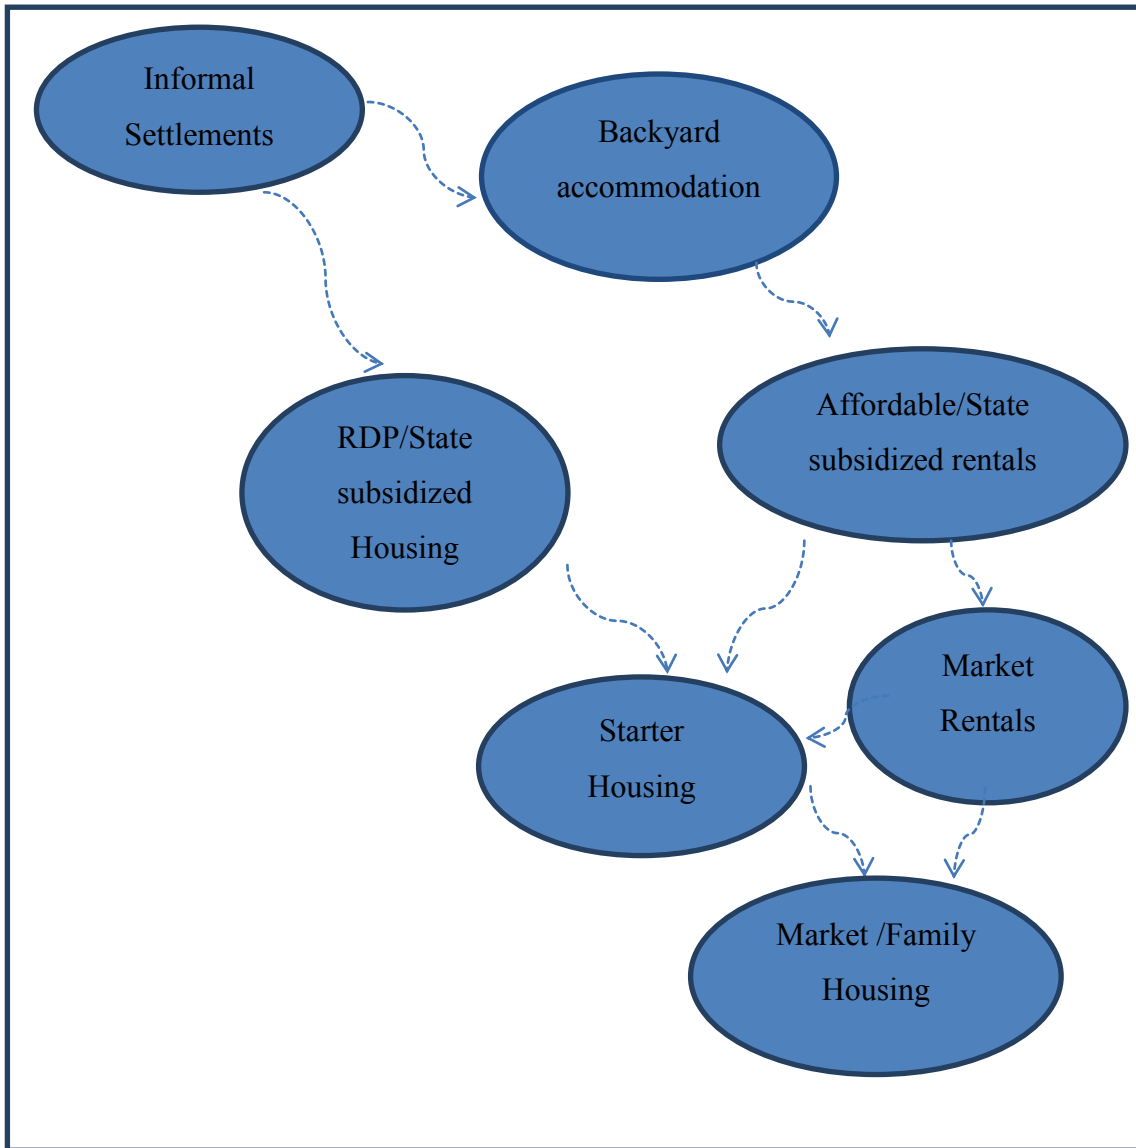 Informal
Settlements
Backyard
accommodation
Affordable/State
subsidized rentals
RDP/State
subsidized
Housing
Market
Rentals
Starter
Housing
Market /Family
Housing